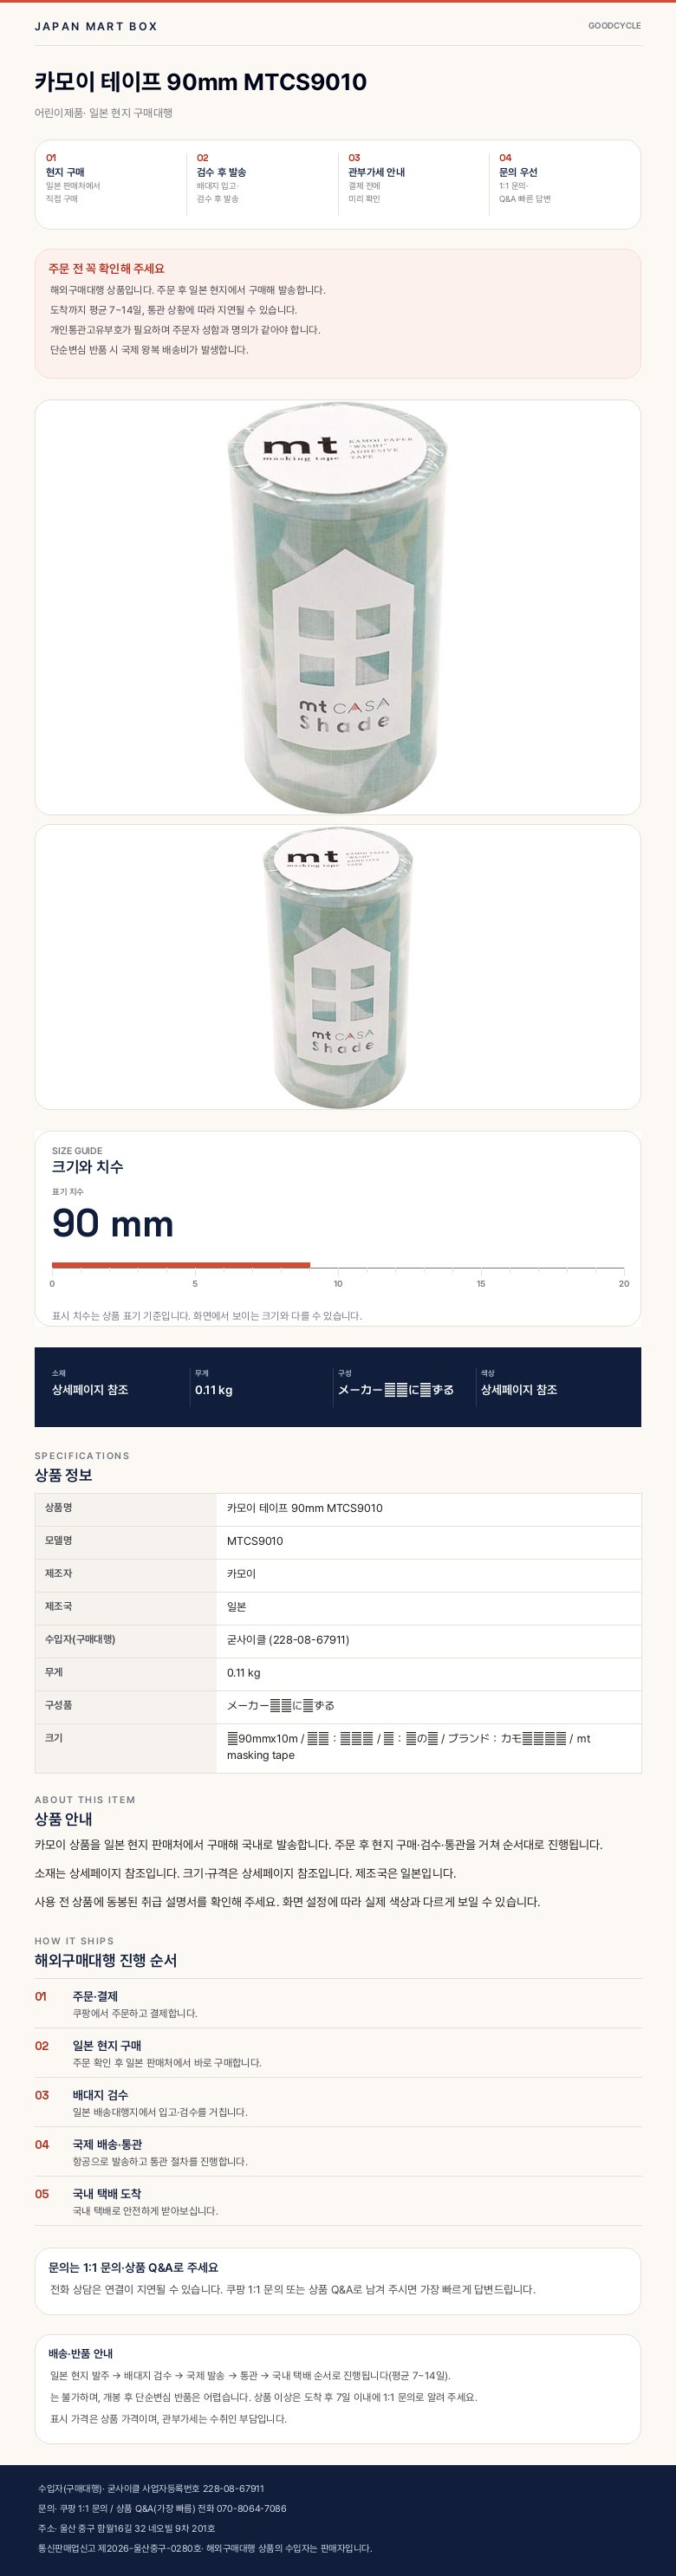 JAPAN MART BOX
GOODCYCLE
카모이 테이프 90mm MTCS9010
어린이제품· 일본 현지 구매대행
01
현지 구매
일본 판매처에서
직접 구매
02
검수 후 발송
배대지 입고·
검수 후 발송
03
관부가세 안내
결제 전에
미리 확인
04
문의 우선
1:1 문의·
Q&A 빠른 답변
주문 전 꼭 확인해 주세요
해외구매대행 상품입니다. 주문 후 일본 현지에서 구매해 발송합니다.
도착까지 평균 7~14일, 통관 상황에 따라 지연될 수 있습니다.
개인통관고유부호가 필요하며 주문자 성함과 명의가 같아야 합니다.
단순변심 반품 시 국제 왕복 배송비가 발생합니다.
mt
masking tape
KAMOI PAPER
"WASHI"
ADHESIVE
TAPE
mt CASA
Shade
mt
masking tape
KAMOI PAPER
"WASHI"
ADHESIVE
TAPE
mt CASA
Shade
SIZE GUIDE
크기와 치수
표기 치수
90 mm
0 5 10 15 20
표시 치수는 상품 표기 기준입니다. 화면에서 보이는 크기와 다를 수 있습니다.
소재
상세페이지 참조
무게
0.11 kg
구성
メーカーに ずる
색상
상세페이지 참조
SPECIFICATIONS
상품 정보
상품명 카모이 테이프 90mm MTCS9010
모델명 MTCS9010
제조자 카모이
제조국 일본
수입자(구매대행) 굳사이클 (228-08-67911)
무게 0.11 kg
구성품 メーカーに ずる
크기 90mmx10m / : / : の / ブランド : カモ / mt
masking tape
ABOUT THIS ITEM
상품 안내
카모이 상품을 일본 현지 판매처에서 구매해 국내로 발송합니다. 주문 후 현지 구매·검수·통관을 거쳐 순서대로 진행됩니다.
소재는 상세페이지 참조입니다. 크기·규격은 상세페이지 참조입니다. 제조국은 일본입니다.
사용 전 상품에 동봉된 취급 설명서를 확인해 주세요. 화면 설정에 따라 실제 색상과 다르게 보일 수 있습니다.
HOW IT SHIPS
해외구매대행 진행 순서
01 주문·결제
쿠팡에서 주문하고 결제합니다.
02 일본 현지 구매
주문 확인 후 일본 판매처에서 바로 구매합니다.
03 배대지 검수
일본 배송대행지에서 입고·검수를 거칩니다.
04 국제 배송·통관
항공으로 발송하고 통관 절차를 진행합니다.
05 국내 택배 도착
국내 택배로 안전하게 받아보십니다.
문의는 1:1 문의·상품 Q&A로 주세요
전화 상담은 연결이 지연될 수 있습니다. 쿠팡 1:1 문의 또는 상품 Q&A로 남겨 주시면 가장 빠르게 답변드립니다.
배송·반품 안내
일본 현지 발주 → 배대지 검수 → 국제 발송 → 통관 → 국내 택배 순서로 진행됩니다(평균 7~14일).
는 불가하며, 개봉 후 단순변심 반품은 어렵습니다. 상품 이상은 도착 후 7일 이내에 1:1 문의로 알려 주세요.
표시 가격은 상품 가격이며, 관부가세는 수취인 부담입니다.
수입자(구매대행)· 굳사이클 사업자등록번호 228-08-67911
문의· 쿠팡 1:1 문의 / 상품 Q&A(가장 빠름) 전화 070-8064-7086
주소· 울산 중구 함월16길 32 네오빌 9차 201호
통신판매업신고 제2026-울산중구-0280호· 해외구매대행 상품의 수입자는 판매자입니다.